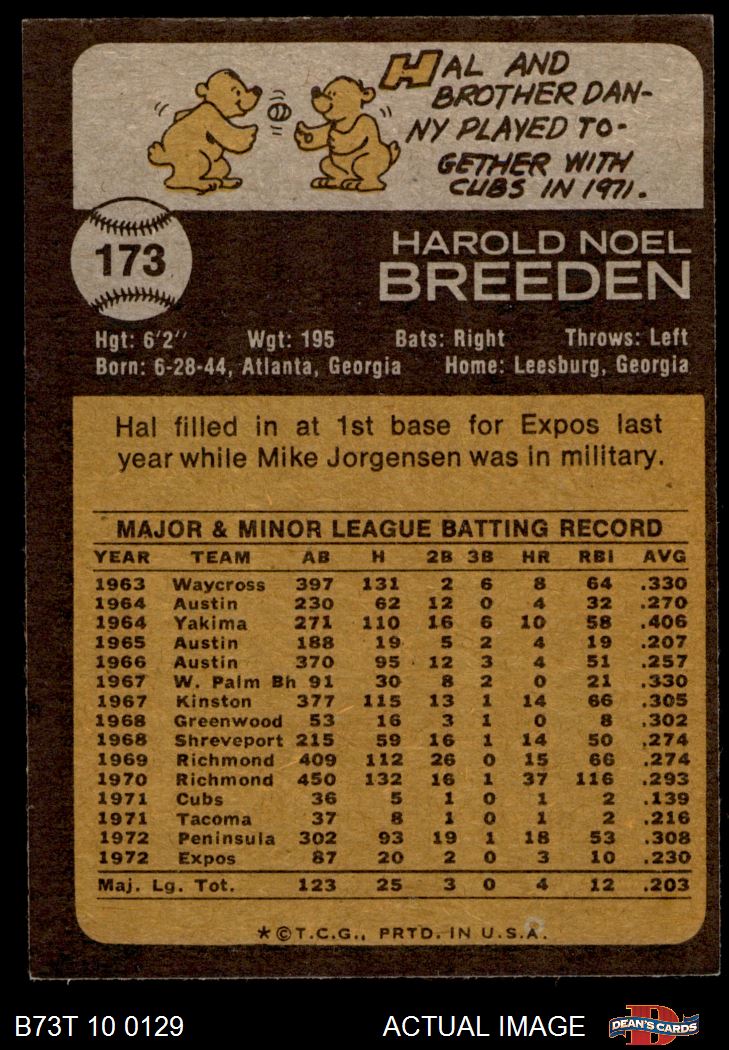 HAL AND
BROTHER DAN-
NY PLAYED TO-
GETHER WITH
CUBS IN 1971.
173
HAROLD NOEL
BREEDEN
Hgt: 6'2" Wgt: 195 Bats: Right Throws: Left
Born: 6-28-44, Atlanta, Georgia Home: Leesburg, Georgia
Hal filled in at 1st base for Expos last
year while Mike Jorgensen was in military.
MAJOR & MINOR LEAGUE BATTING RECORD
YEAR TEAM AB H 2B 3B HR RBI AVG
1963 Waycross 397 131 2 6 8 64 .330
1964 Austin 230 62 12 0 4 32 .270
1964 Yakima 271 110 16 6 10 58 .406
1965 Austin 188 19 5 2 4 19 .207
1966 Austin 370 95 12 3 4 51 .257
1967 W. Palm Bh 91 30 8 2 0 21 .330
1967 Kinston 377 115 13 1 14 66 .305
1968 Greenwood 53 16 3 1 0 8 .302
1968 Shreveport 215 59 16 1 14 50 .274
1969 Richmond 409 112 26 0 15 66 .274
1970 Richmond 450 132 16 1 37 116 .293
1971 Cubs 36 5 1 0 1 2 .139
1971 Tacoma 37 8 1 0 1 2 .216
1972 Peninsula 302 93 19 1 18 53 .308
1972 Expos 87 20 2 0 3 10 .230
Maj. Lg. Tot. 123 25 3 0 4 12 .203
*©T.C.G., PRTD. IN U.S.A.
B73T 10 0129 ACTUAL IMAGE DEAN'S CARDS